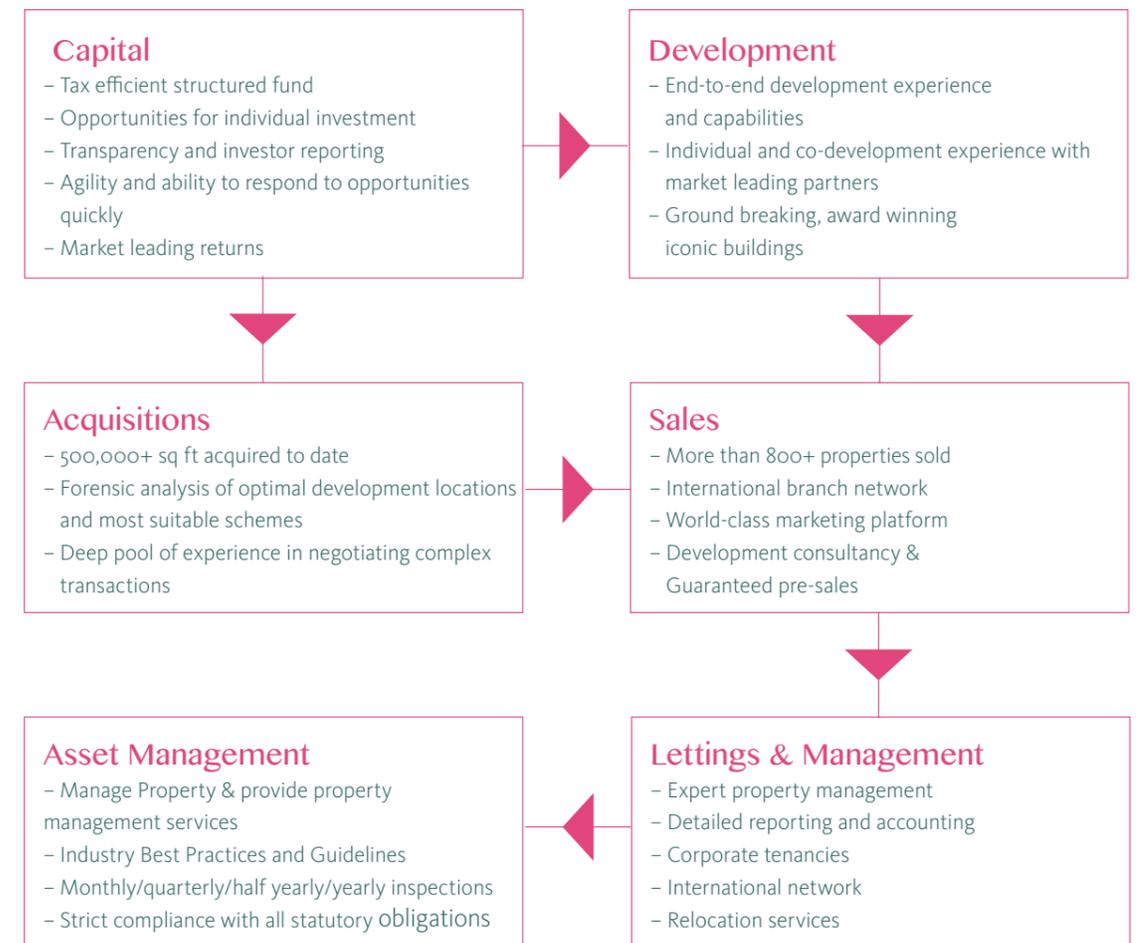 Capital
– Tax efficient structured fund
– Opportunities for individual investment
– Transparency and investor reporting
– Agility and ability to respond to opportunities
quickly
– Market leading returns
Development
– End-to-end development experience
and capabilities
– Individual and co-development experience with
market leading partners
– Ground breaking, award winning
iconic buildings
Acquisitions
– 500,000+ sq ft acquired to date
– Forensic analysis of optimal development locations
and most suitable schemes
– Deep pool of experience in negotiating complex
transactions
Sales
– More than 800+ properties sold
– International branch network
– World-class marketing platform
– Development consultancy &
Guaranteed pre-sales
Asset Management
– Manage Property & provide property
management services
– Industry Best Practices and Guidelines
– Monthly/quarterly/half yearly/yearly inspections
– Strict compliance with all statutory obligations
Lettings & Management
– Expert property management
– Detailed reporting and accounting
– Corporate tenancies
– International network
– Relocation services